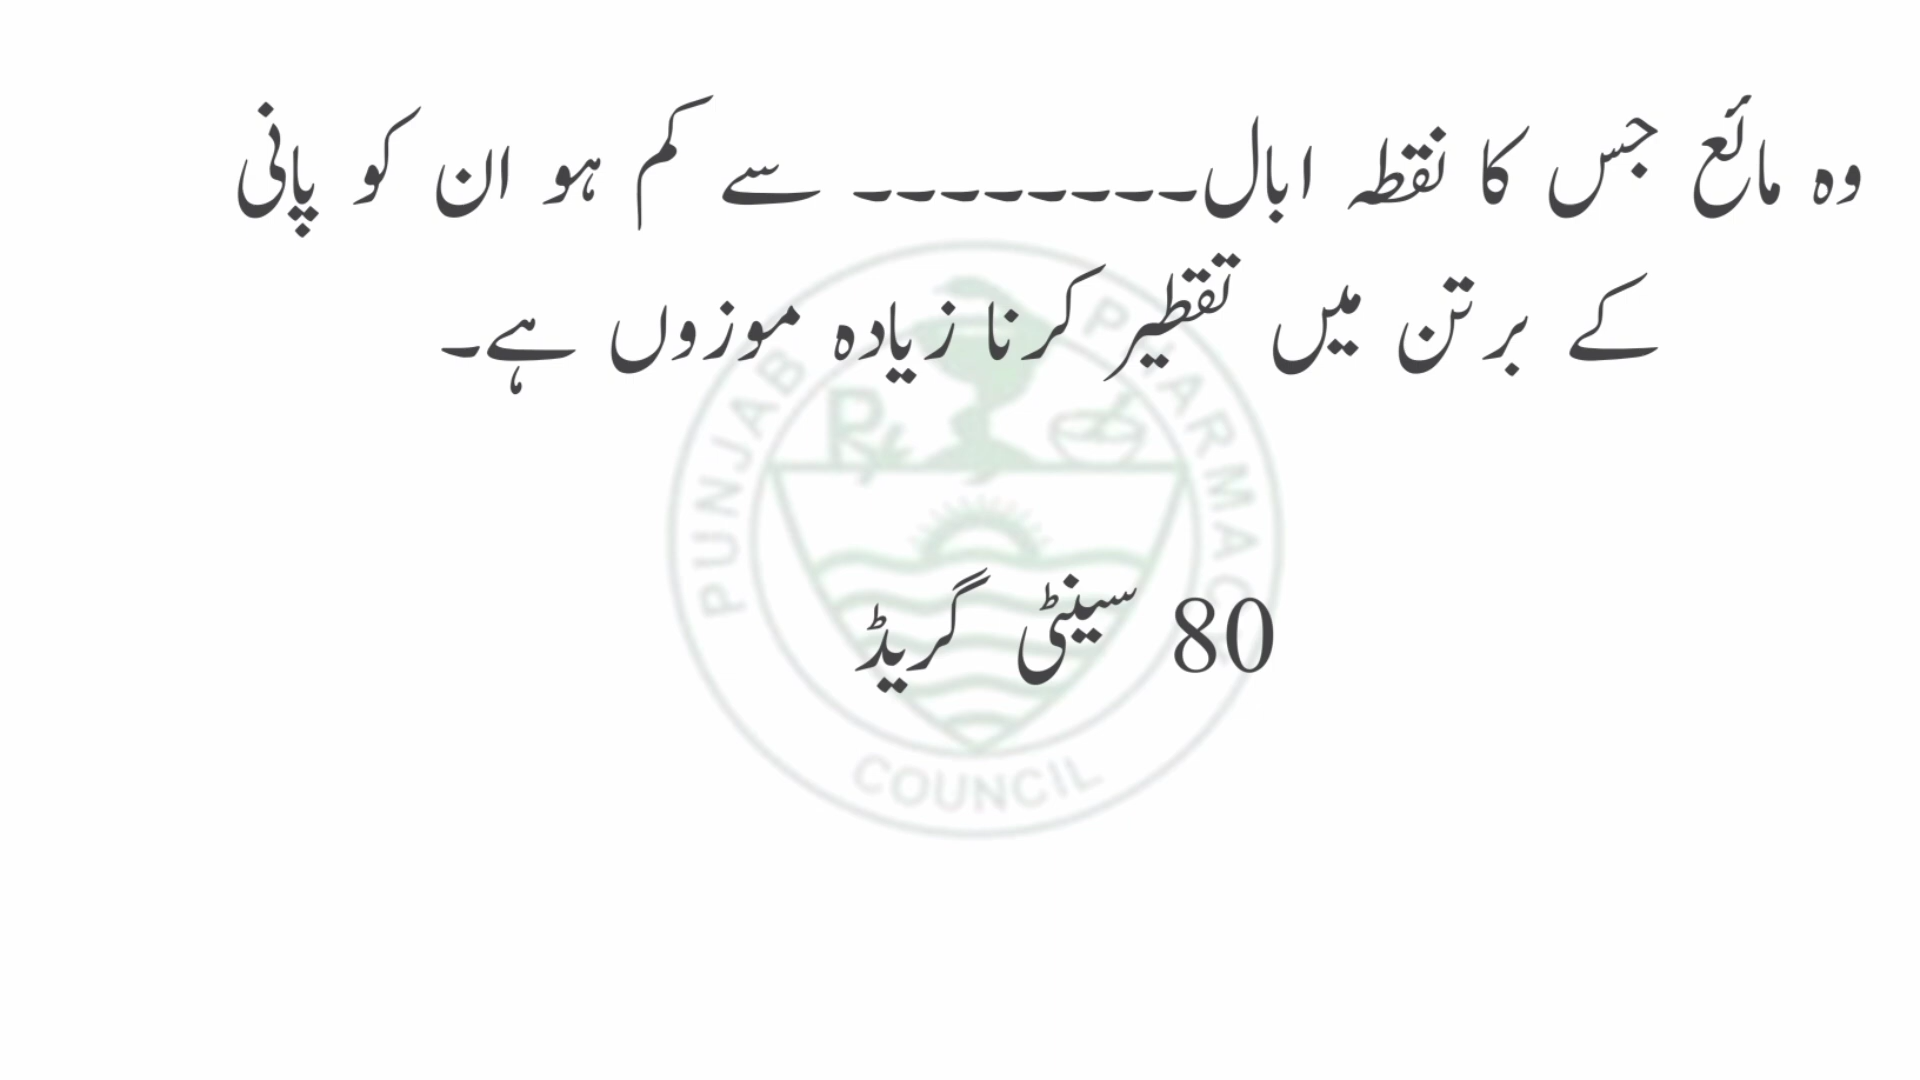 وہ مائع جس کا نقطہ ابال۔۔۔۔۔۔۔۔ سے کم ہو ان کو پانی
کے برتن میں تقطیر کرنا زیادہ موزوں ہے۔
PUNJAB PHARMACY
COUNCIL
80 سینٹی گریڈ